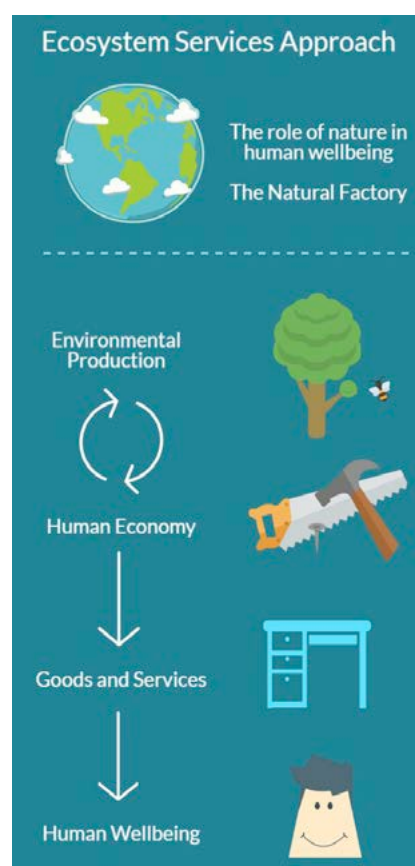 Ecosystem Services Approach
The role of nature in
human wellbeing
The Natural Factory
Environmental
Production
Human Economy
Goods and Services
Human Wellbeing